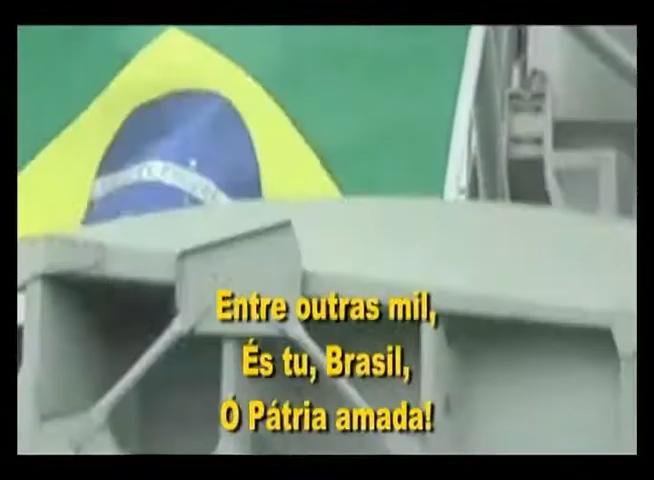 Entre outras mil,
És tu, Brasil,
Ó Pátria amada!